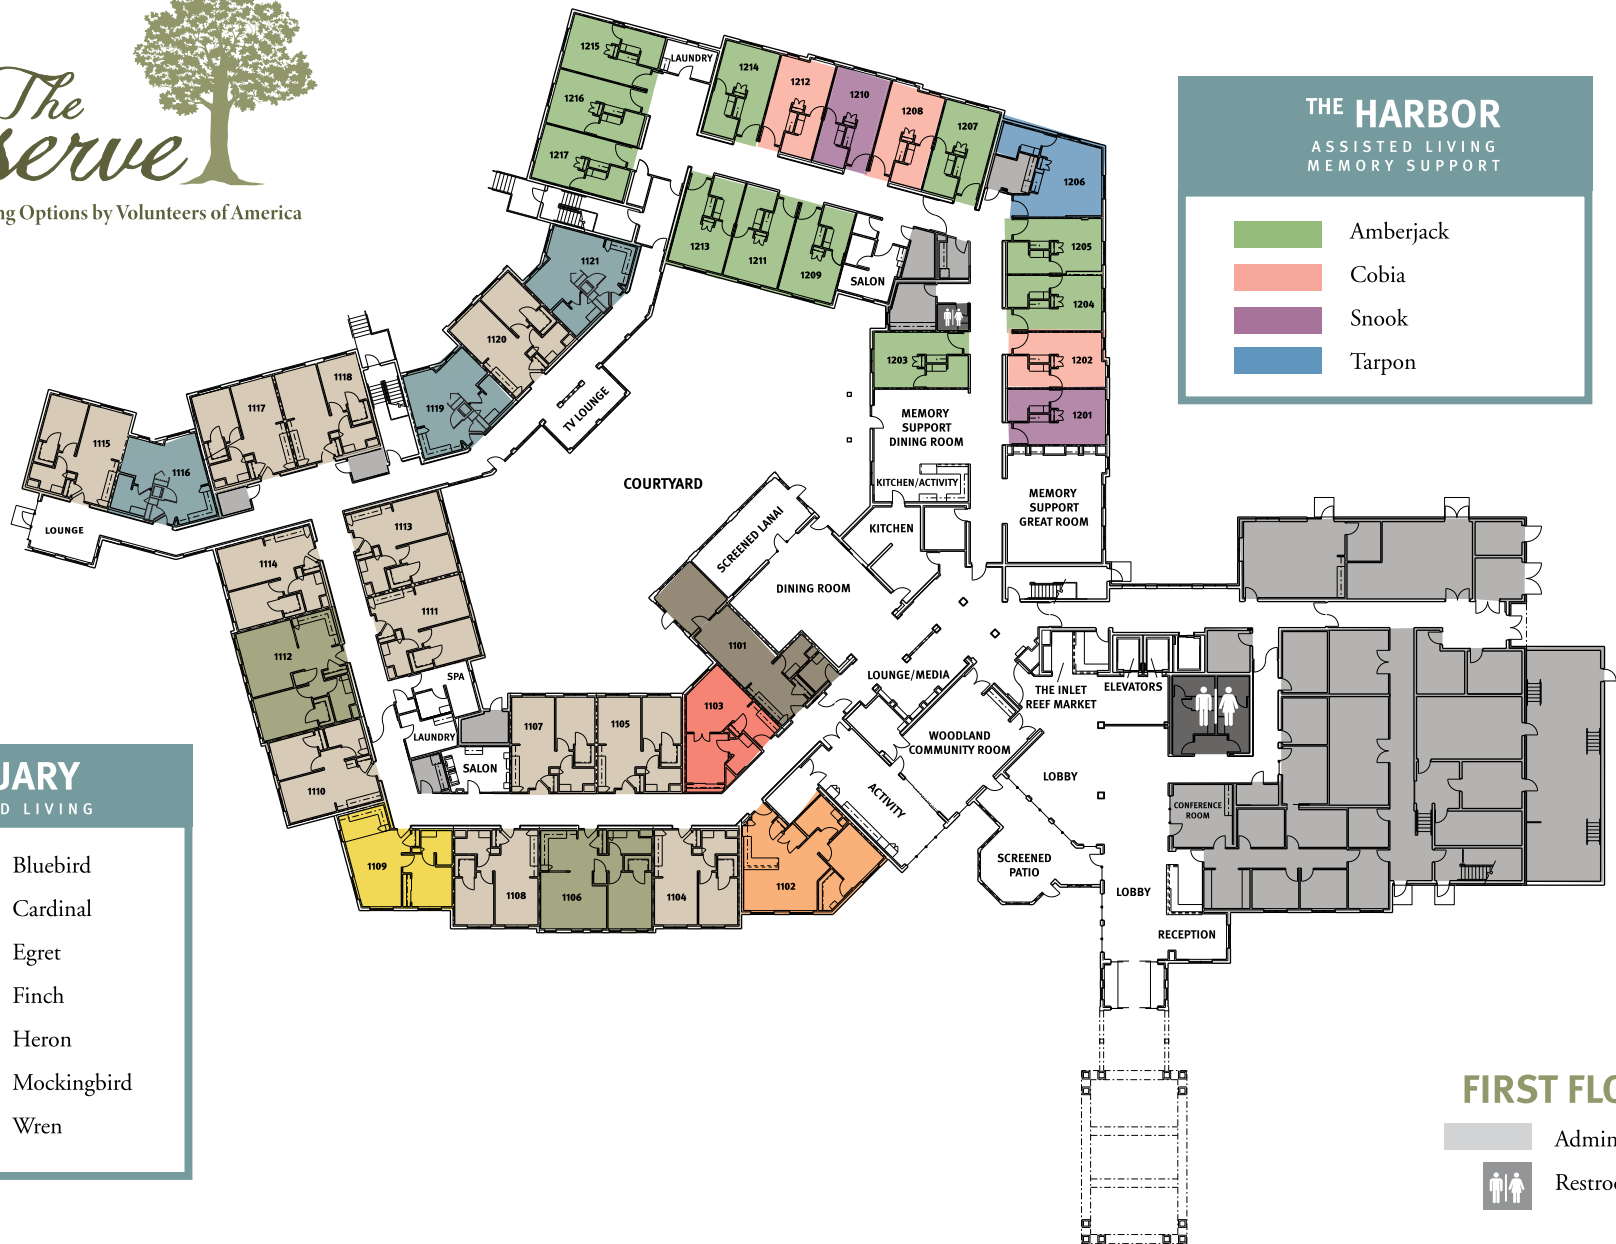 The
serve
ng Options by Volunteers of America
THE HARBOR
ASSISTED LIVING
MEMORY SUPPORT
Amberjack
Cobia
Snook
Tarpon
1215
LAUNDRY
1214
1212
1210
1208
1207
1216
1217
1206
1213
1211
1209
SALON
1205
1204
1203
1202
1201
1121
1120
1119
TV LOUNGE
1118
1117
1115
1116
LOUNGE
MEMORY
SUPPORT
DINING ROOM
KITCHEN/ACTIVITY
KITCHEN
MEMORY
SUPPORT
GREAT ROOM
COURTYARD
SCREENED LANAI
DINING ROOM
1113
1114
1111
1112
1110
SPA
LAUNDRY
SALON
1107
1105
1103
1101
LOUNGE/MEDIA
THE INLET
REEF MARKET
ELEVATORS
WOODLAND
COMMUNITY ROOM
LOBBY
ACTIVITY
CONFERENCE
ROOM
SCREENED
PATIO
LOBBY
RECEPTION
1109
1108
1106
1104
1102
UARY
D LIVING
Bluebird
Cardinal
Egret
Finch
Heron
Mockingbird
Wren
FIRST FLO
Admin
Restroo